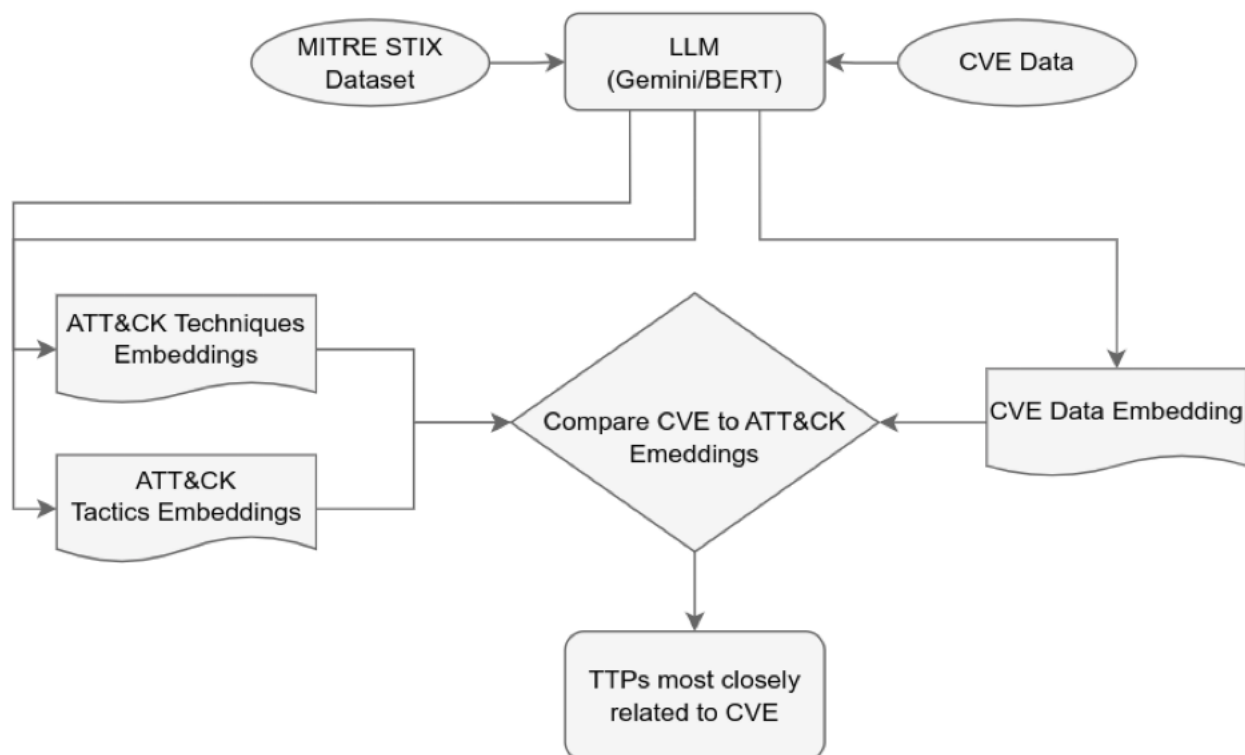 MITRE STIX
Dataset
LLM
(Gemini/BERT)
CVE Data
ATT&CK Techniques
Embeddings
ATT&CK
Tactics Embeddings
Compare CVE to ATT&CK
Emeddings
CVE Data Embedding
TTPs most closely
related to CVE